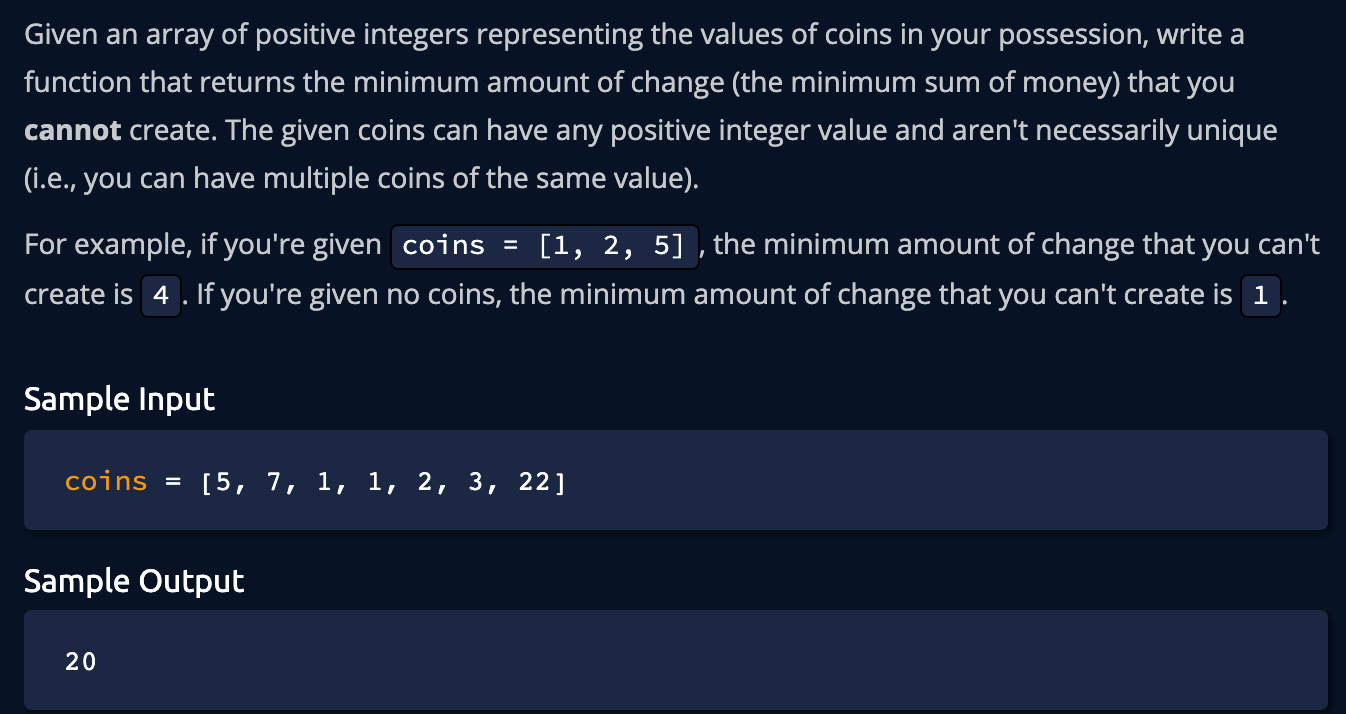 Given an array of positive integers representing the values of coins in your possession, write a
function that returns the minimum amount of change (the minimum sum of money) that you
cannot create. The given coins can have any positive integer value and aren't necessarily unique
(i.e., you can have multiple coins of the same value).
For example, if you're given coins = [1, 2, 5], the minimum amount of change that you can't
create is 4. If you're given no coins, the minimum amount of change that you can't create is 1.
Sample Input
coins = [5, 7, 1, 1, 2, 3, 22]
Sample Output
20